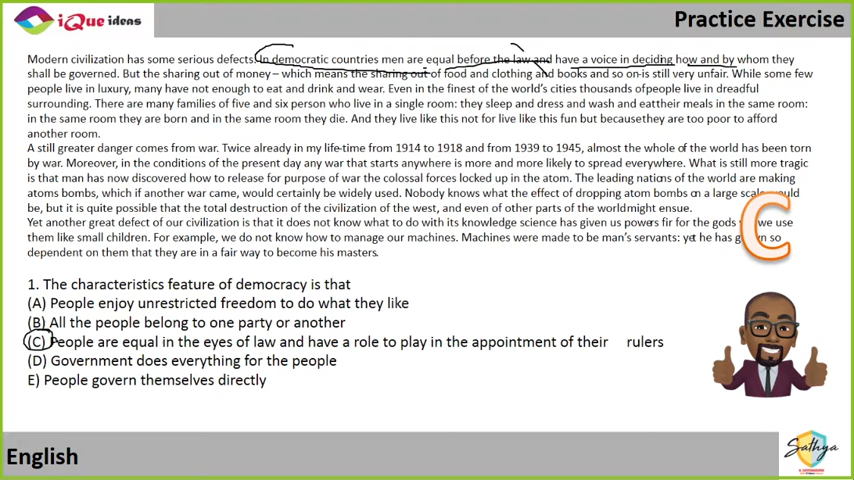 iQue ideas
Practice Exercise
Modern civilization has some serious defects. In democratic countries men are equal before the law and have a voice in deciding how and by whom they
shall be governed. But the sharing out of money – which means the sharing out of food and clothing and books and so on-is still very unfair. While some few
people live in luxury, many have not enough to eat and drink and wear. Even in the finest of the world's cities thousands of people live in dreadful
surrounding. There are many families of five and six person who live in a single room: they sleep and dress and wash and eattheir meals in the same room:
in the same room they are born and in the same room they die. And they live like this not for live like this fun but becausethey are too poor to afford
another room.
A still greater danger comes from war. Twice already in my life-time from 1914 to 1918 and from 1939 to 1945, almost the whole of the world has been torn
by war. Moreover, in the conditions of the present day any war that starts anywhere is more and more likely to spread everywhere. What is still more tragic
is that man has now discovered how to release for purpose of war the colossal forces locked up in the atom. The leading nations of the world are making
atoms bombs, which if another war came, would certainly be widely used. Nobody knows what the effect of dropping atom bombs on a large scale would
be, but it is quite possible that the total destruction of the civilization of the west, and even of other parts of the world might ensue.
Yet another great defect of our civilization is that it does not know what to do with its knowledge science has given us powers fir for the gods we use
them like small children. For example, we do not know how to manage our machines. Machines were made to be man's servants: yet he has grown so
dependent on them that they are in a fair way to become his masters.
C
1. The characteristics feature of democracy is that
(A) People enjoy unrestricted freedom to do what they like
(B) All the people belong to one party or another
(C) People are equal in the eyes of law and have a role to play in the appointment of their rulers
(D) Government does everything for the people
E) People govern themselves directly
English
Sathya